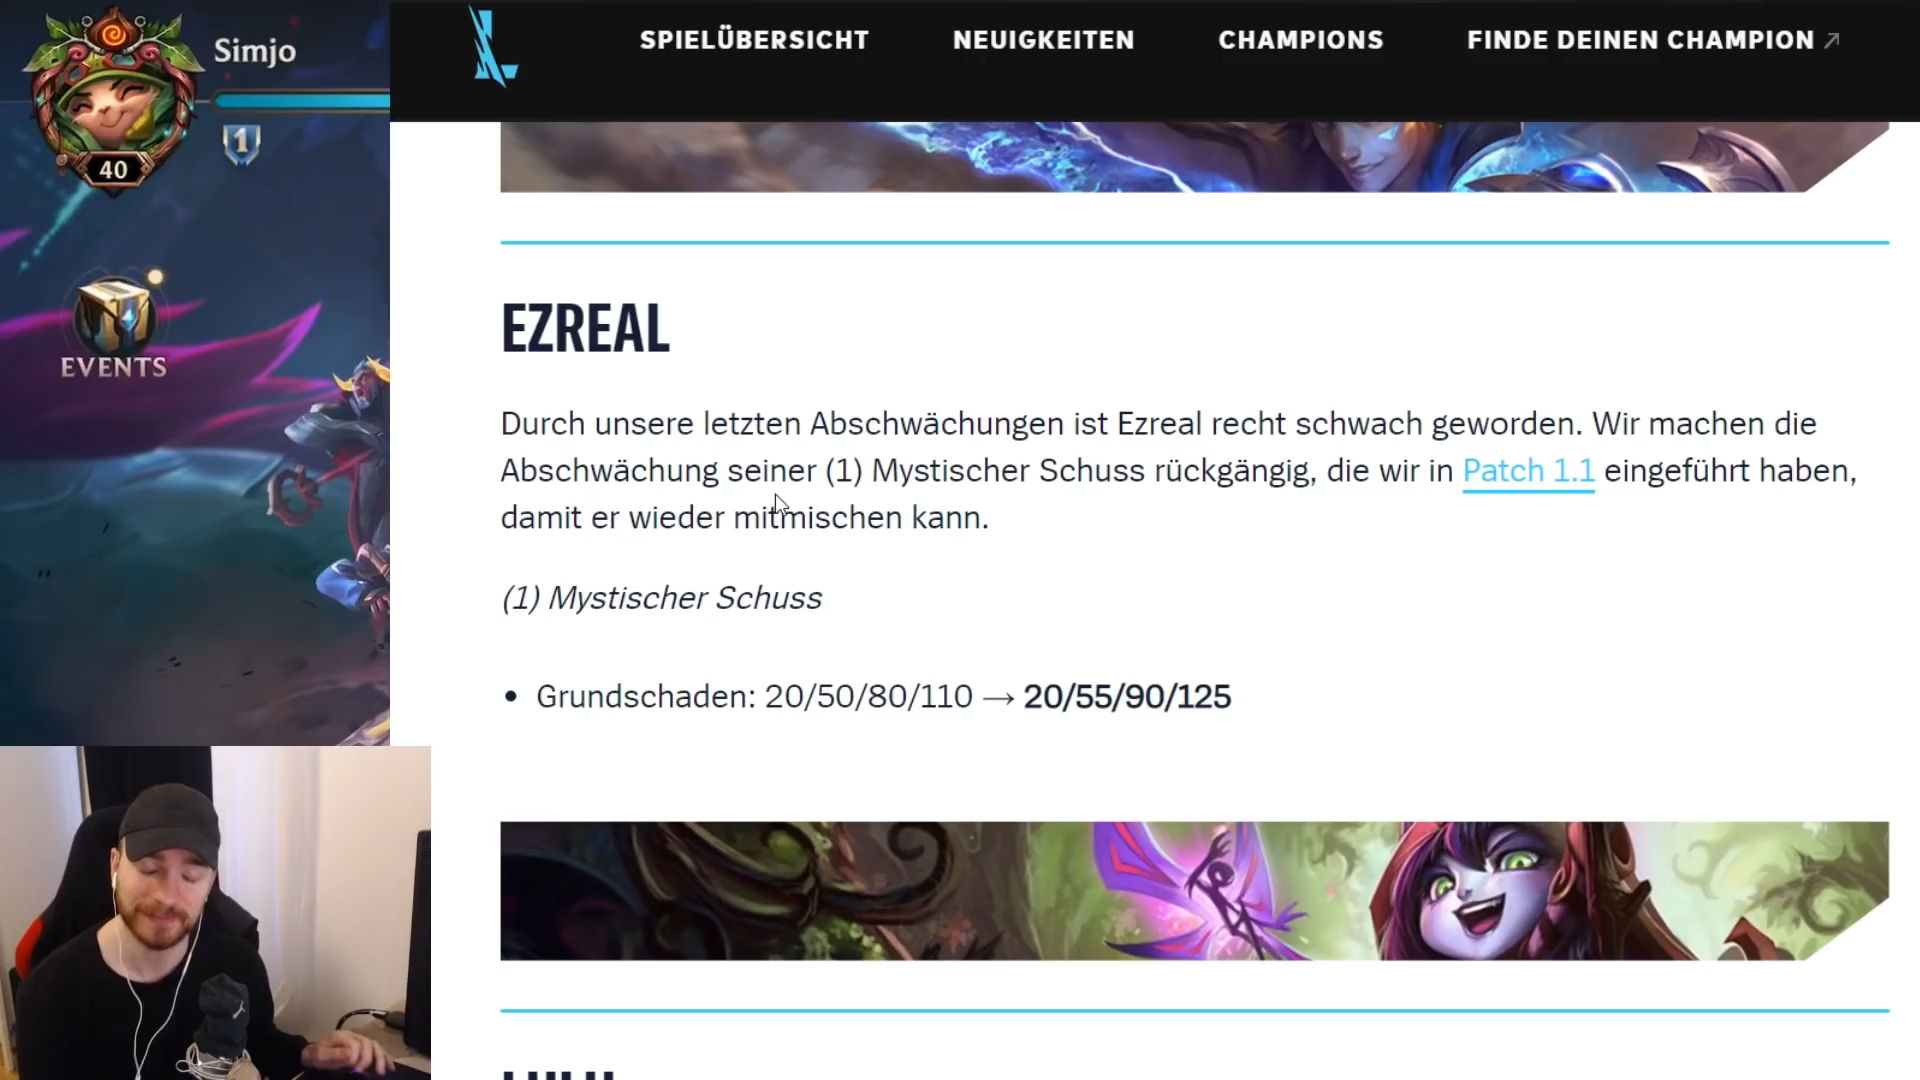 Simjo
1
40
EVENTS
SPIELÜBERSICHT NEUIGKEITEN CHAMPIONS FINDE DEINEN CHAMPION
EZREAL
Durch unsere letzten Abschwächungen ist Ezreal recht schwach geworden. Wir machen die
Abschwächung seiner (1) Mystischer Schuss rückgängig, die wir in Patch 1.1 eingeführt haben,
damit er wieder mitmischen kann.
(1) Mystischer Schuss
• Grundschaden: 20/50/80/110 → 20/55/90/125